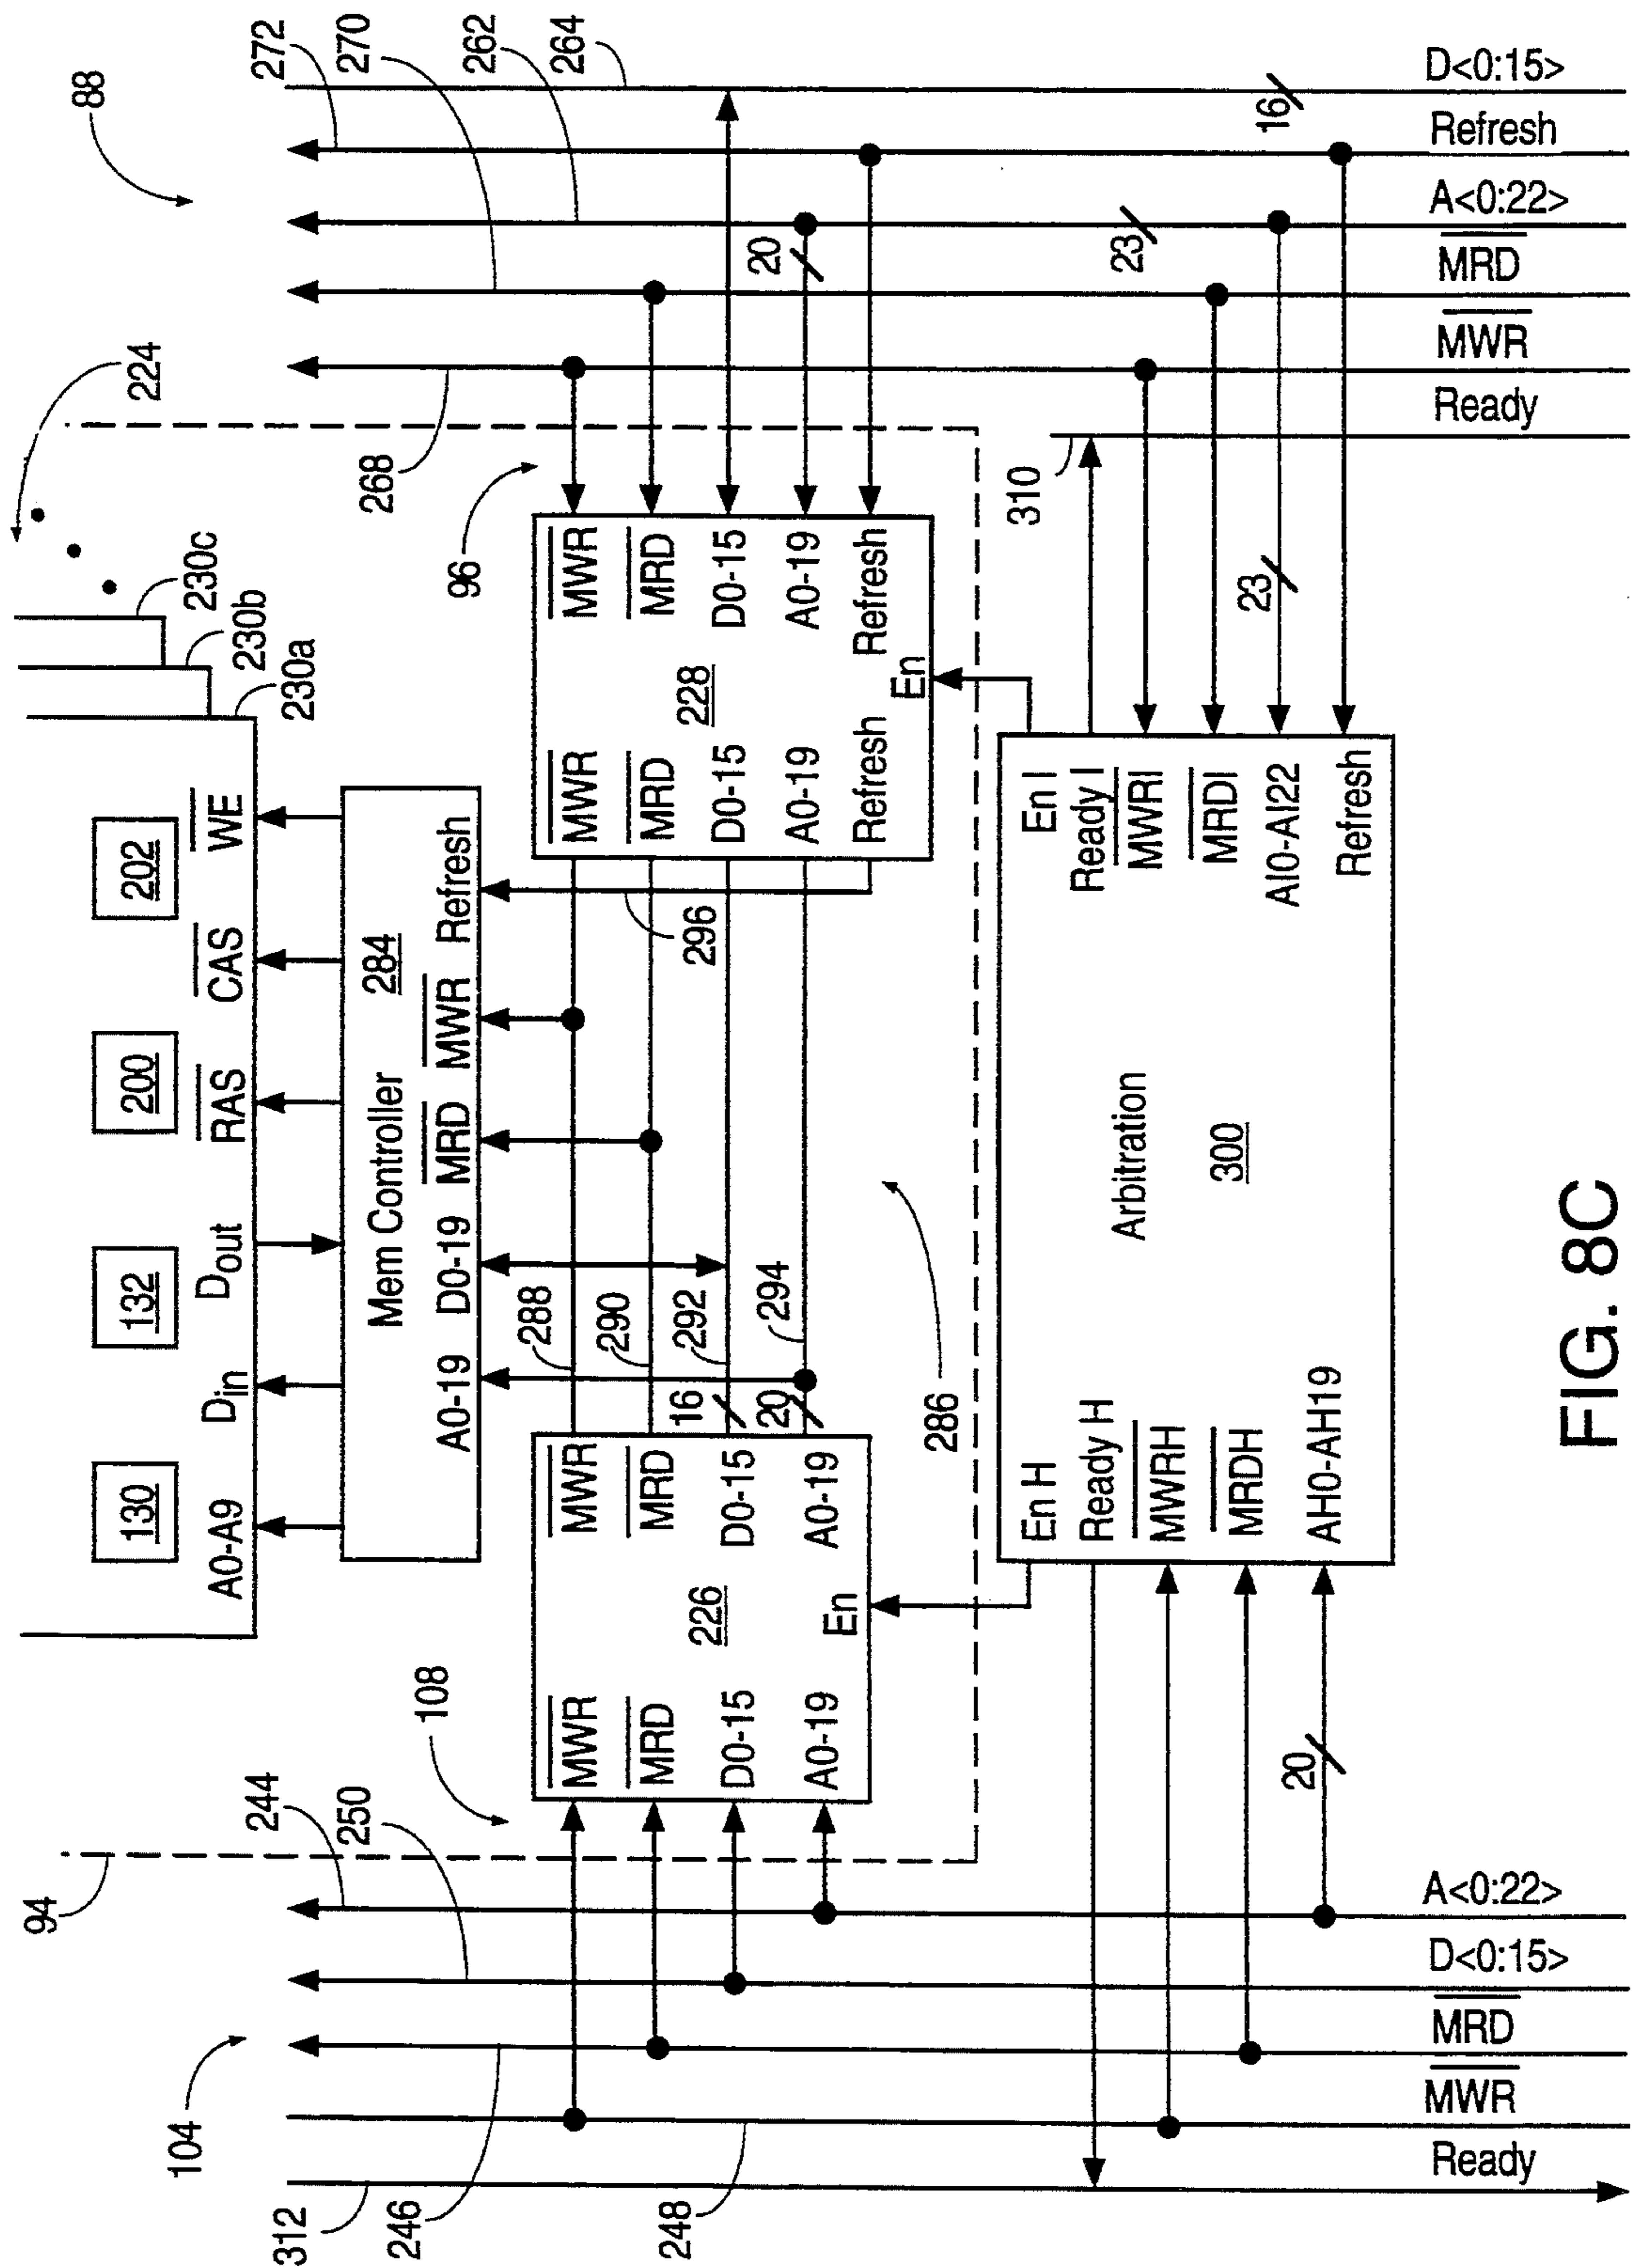 94
104
312
246
248
244
250
108
224
88
272
270
262
264
268
96
310
230a
230b
230c
130
132
200
202
A0-A9
Din
Dout
RAS
CAS
WE
Mem Controller
284
A0-19
D0-19
MRD
MWR
Refresh
288
290
292
294
296
16
20
286
MWR
MRD
D0-15
A0-19
226
En
MWR
MRD
D0-15
A0-19
MWR
MRD
D0-15
A0-19
Refresh
228
En
MWR
MRD
D0-15
A0-19
Refresh
20
En H
Ready H
MWRH
MRDH
AH0-AH19
20
Arbitration
300
En I
Ready I
MWRI
MRDI
AI0-AI22
Refresh
23
23
16
Ready
MWR
MRD
D<0:15>
A<0:22>
Ready
MWR
MRD
A<0:22>
Refresh
D<0:15>
FIG. 8C